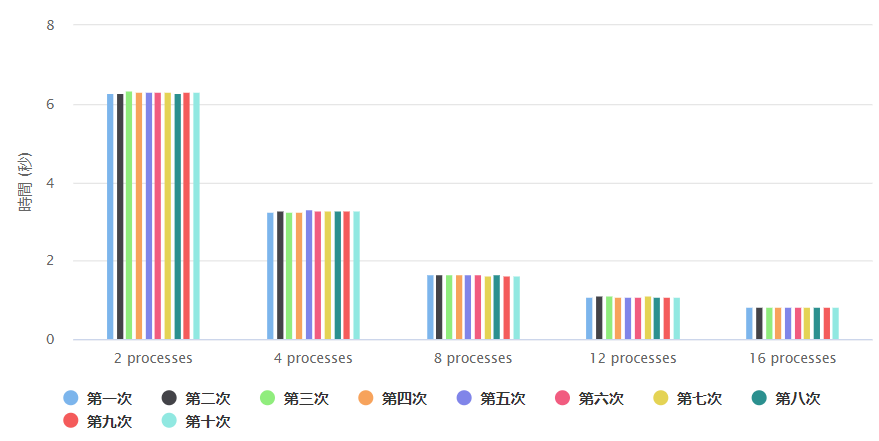 8
6
4
2
0
時間 (秒)
2 processes 4 processes 8 processes 12 processes 16 processes
第一次 第二次 第三次 第四次 第五次 第六次 第七次 第八次
第九次 第十次